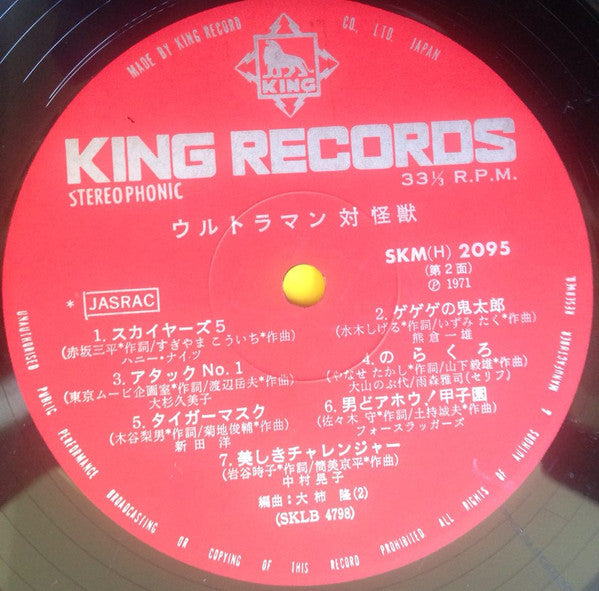 MADE BY KING RECORD CO., LTD. JAPAN
KING
KING RECORDS
STEREOPHONIC
33⅓ R.P.M.
ウルトラマン 対 怪獣
SKM(H) 2095
(第2面)
Ⓟ 1971
* JASRAC
1. スカイヤーズ5
(赤坂三平*作詞/すぎやま こういち*作曲)
ハニー・ナイツ
2. ゲゲゲの鬼太郎
(水木しげる*作詞/いずみ たく*作曲)
熊倉一雄
3. アタックNo.1
(東京ムービ企画室*作詞/渡辺岳夫*作曲)
大杉久美子
4. のらくろ
(やなせ たかし*作詞/山下毅雄*作曲)
大山のぶ代/雨森雅司(セリフ)
5. タイガーマスク
(木谷梨男*作詞/菊地俊輔*作曲)
新田 洋
6. 男どアホウ!甲子園
(佐々木 守*作詞/土持城夫*作曲)
フォースラッガーズ
7. 美しきチャレンジャー
(岩谷時子*作詞/筒美京平*作曲)
中村晃子
編曲:大柿 隆(2)
(SKLB 4798)
UNAUTHORISED PUBLIC PERFORMANCE BROADCASTING OR COPYING OF THIS RECORD PROHIBITED ALL RIGHTS OF AUTHORS & MANUFACTURER RESERVED